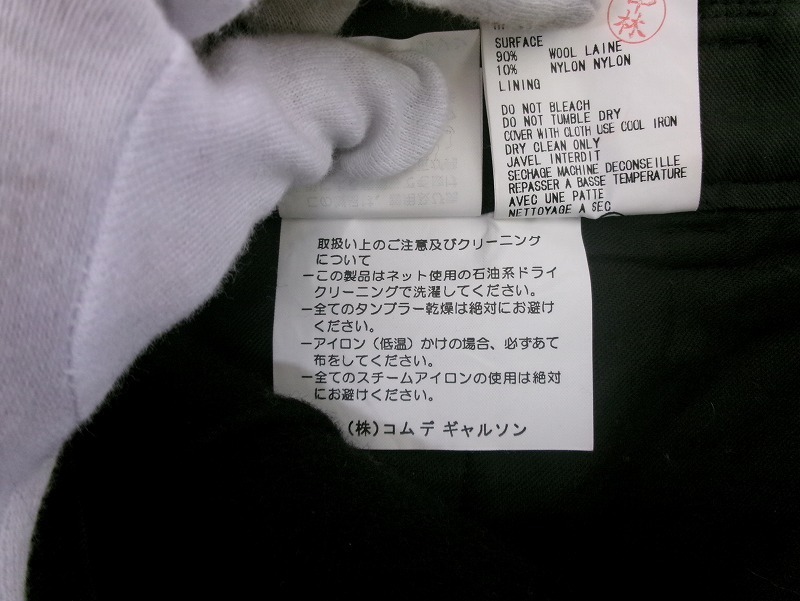 SURFACE
90% WOOL LAINE
10% NYLON NYLON
LINING
DO NOT BLEACH
DO NOT TUMBLE DRY
COVER WITH CLOTH USE COOL IRON
DRY CLEAN ONLY
JAVEL INTERDIT
SECHAGE MACHINE DECONSEILLE
REPASSER A BASSE TEMPERATURE
AVEC UNE PATTE
NETTOYAGE A SEC
取扱い上のご注意及びクリーニング
について
ーこの製品はネット使用の石油系ドライ
クリーニングで洗濯してください。
ー全てのタンブラー乾燥は絶対にお避け
ください。
ーアイロン（低温）かけの場合、必ずあて
布をしてください。
ー全てのスチームアイロンの使用は絶対
にお避けください。
(株)コム デ ギャルソン